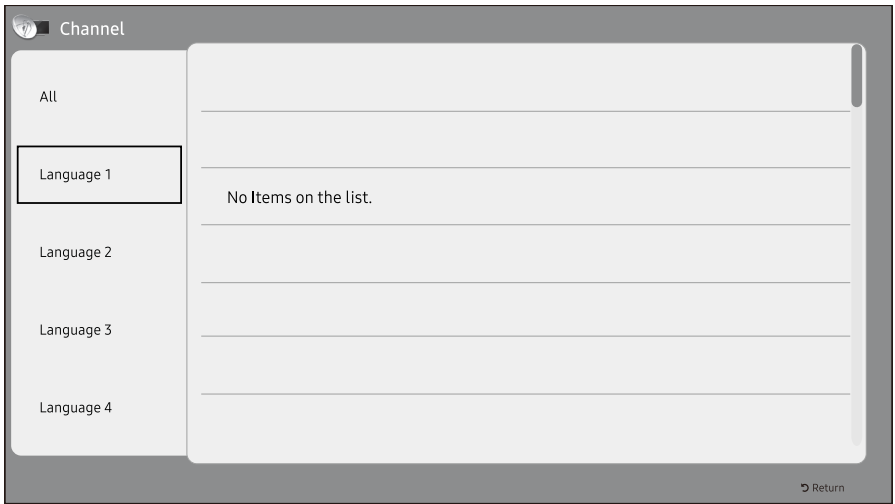 Channel
All
Language 1
No Items on the list.
Language 2
Language 3
Language 4
Return